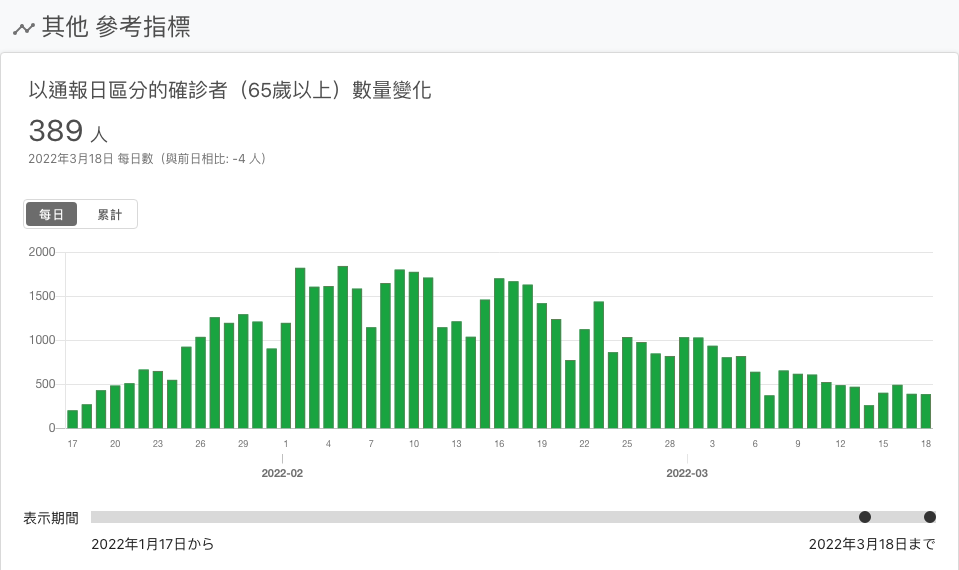 其他 參考指標
以通報日區分的確診者（65歲以上）數量變化
389 人
2022年3月18日 每日數（與前日相比: -4 人）
每日 累計
2000
1500
1000
500
0
17 20 23 26 29 1 4 7 10 13 16 19 22 25 28 3 6 9 12 15 18
2022-02 2022-03
表示期間
2022年1月17日から 2022年3月18日まで